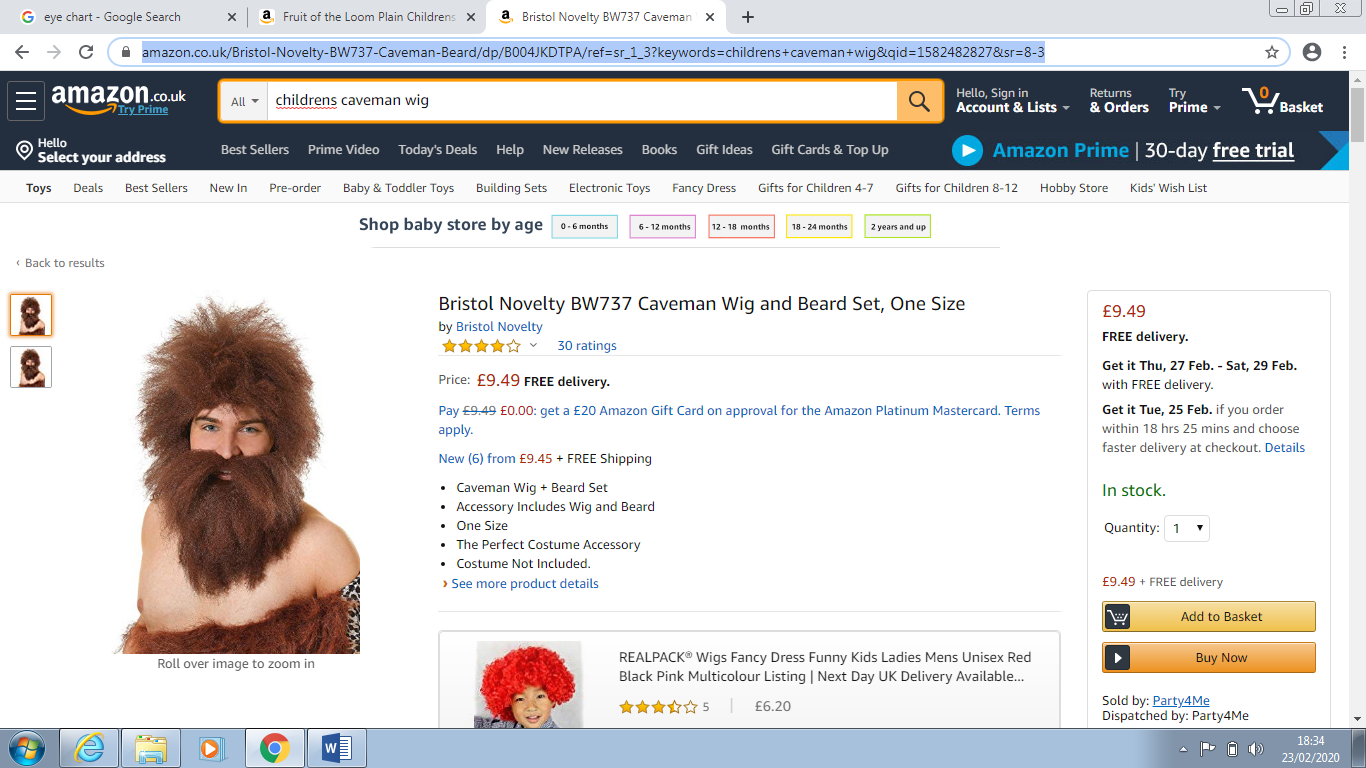 eye chart - Google Search
Fruit of the Loom Plain Childrens
Bristol Novelty BW737 Caveman
amazon.co.uk/Bristol-Novelty-BW737-Caveman-Beard/dp/B004JKDTPA/ref=sr_1_3?keywords=childrens+caveman+wig&qid=1582482827&sr=8-3
amazon.co.uk
Try Prime
All
childrens caveman wig
Hello, Sign in
Account & Lists
Returns
& Orders
Try
Prime
0
Basket
Hello
Select your address
Best Sellers Prime Video Today's Deals Help New Releases Books Gift Ideas Gift Cards & Top Up
Amazon Prime | 30-day free trial
Toys Deals Best Sellers New In Pre-order Baby & Toddler Toys Building Sets Electronic Toys Fancy Dress Gifts for Children 4-7 Gifts for Children 8-12 Hobby Store Kids' Wish List
Shop baby store by age 0 - 6 months 6 - 12 months 12 - 18 months 18 - 24 months 2 years and up
‹ Back to results
Roll over image to zoom in
Bristol Novelty BW737 Caveman Wig and Beard Set, One Size
by Bristol Novelty
30 ratings
Price: £9.49 FREE delivery.
Pay £9.49 £0.00: get a £20 Amazon Gift Card on approval for the Amazon Platinum Mastercard. Terms
apply.
New (6) from £9.45 + FREE Shipping
• Caveman Wig + Beard Set
• Accessory Includes Wig and Beard
• One Size
• The Perfect Costume Accessory
• Costume Not Included.
› See more product details
REALPACK® Wigs Fancy Dress Funny Kids Ladies Mens Unisex Red
Black Pink Multicolour Listing | Next Day UK Delivery Available...
5 | £6.20
£9.49
FREE delivery.
Get it Thu, 27 Feb. - Sat, 29 Feb.
with FREE delivery.
Get it Tue, 25 Feb. if you order
within 18 hrs 25 mins and choose
faster delivery at checkout. Details
In stock.
Quantity: 1
£9.49 + FREE delivery
Add to Basket
Buy Now
Sold by: Party4Me
Dispatched by: Party4Me
18:34
23/02/2020